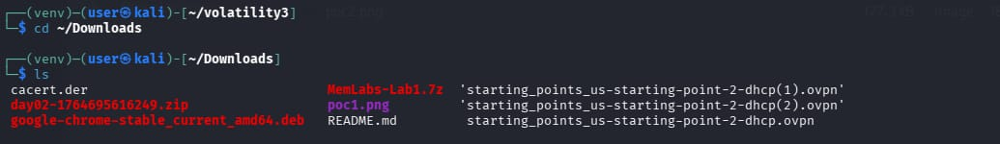 ┌──(venv)─(user㉿kali)-[~/volatility3]
└─$ cd ~/Downloads
┌──(venv)─(user㉿kali)-[~/Downloads]
└─$ ls
cacert.der MemLabs-Lab1.7z 'starting_points_us-starting-point-2-dhcp(1).ovpn'
day02-1764695616249.zip poc1.png 'starting_points_us-starting-point-2-dhcp(2).ovpn'
google-chrome-stable_current_amd64.deb README.md starting_points_us-starting-point-2-dhcp.ovpn